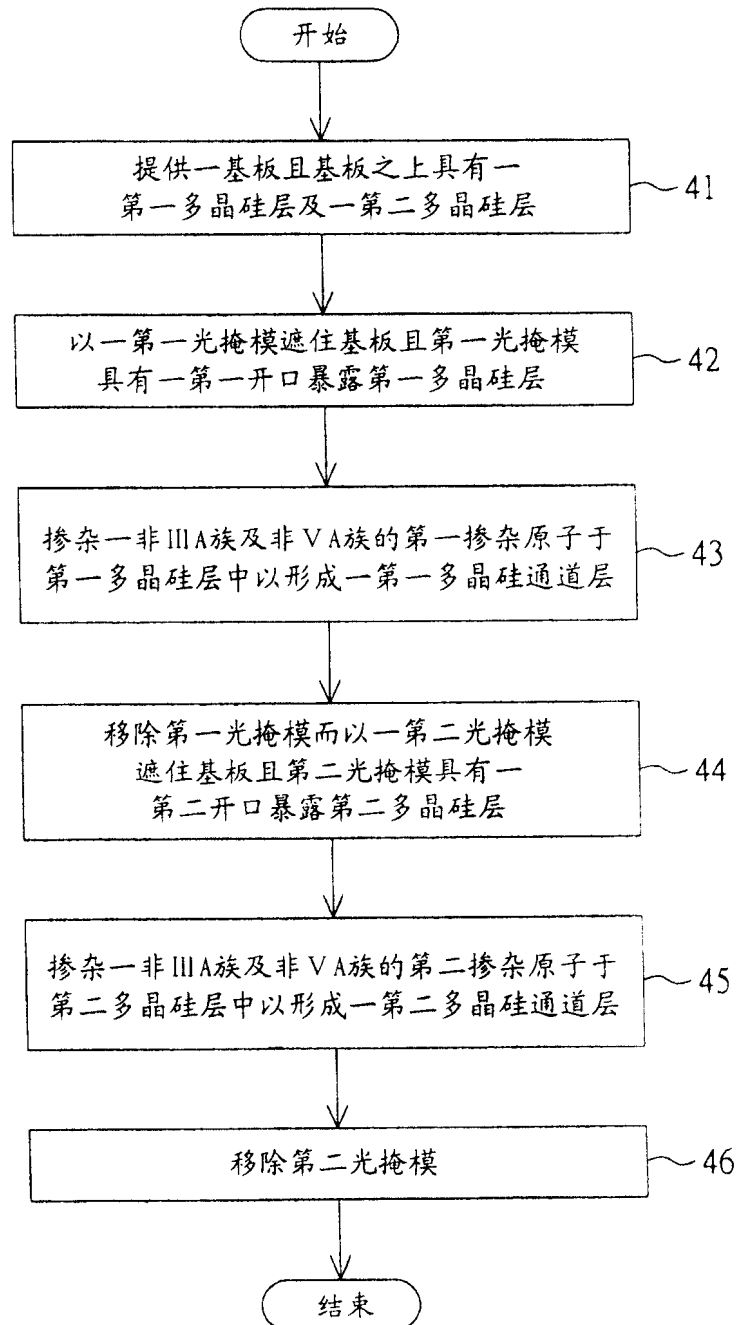 开始
提供一基板且基板之上具有一
第一多晶硅层及一第二多晶硅层
41
以一第一光掩模遮住基板且第一光掩模
具有一第一开口暴露第一多晶硅层
42
掺杂一非ⅢA族及非ⅤA族的第一掺杂原子于
第一多晶硅层中以形成一第一多晶硅通道层
43
移除第一光掩模而以一第二光掩模
遮住基板且第二光掩模具有一
第二开口暴露第二多晶硅层
44
掺杂一非ⅢA族及非ⅤA族的第二掺杂原子于
第二多晶硅层中以形成一第二多晶硅通道层
45
移除第二光掩模
46
结束